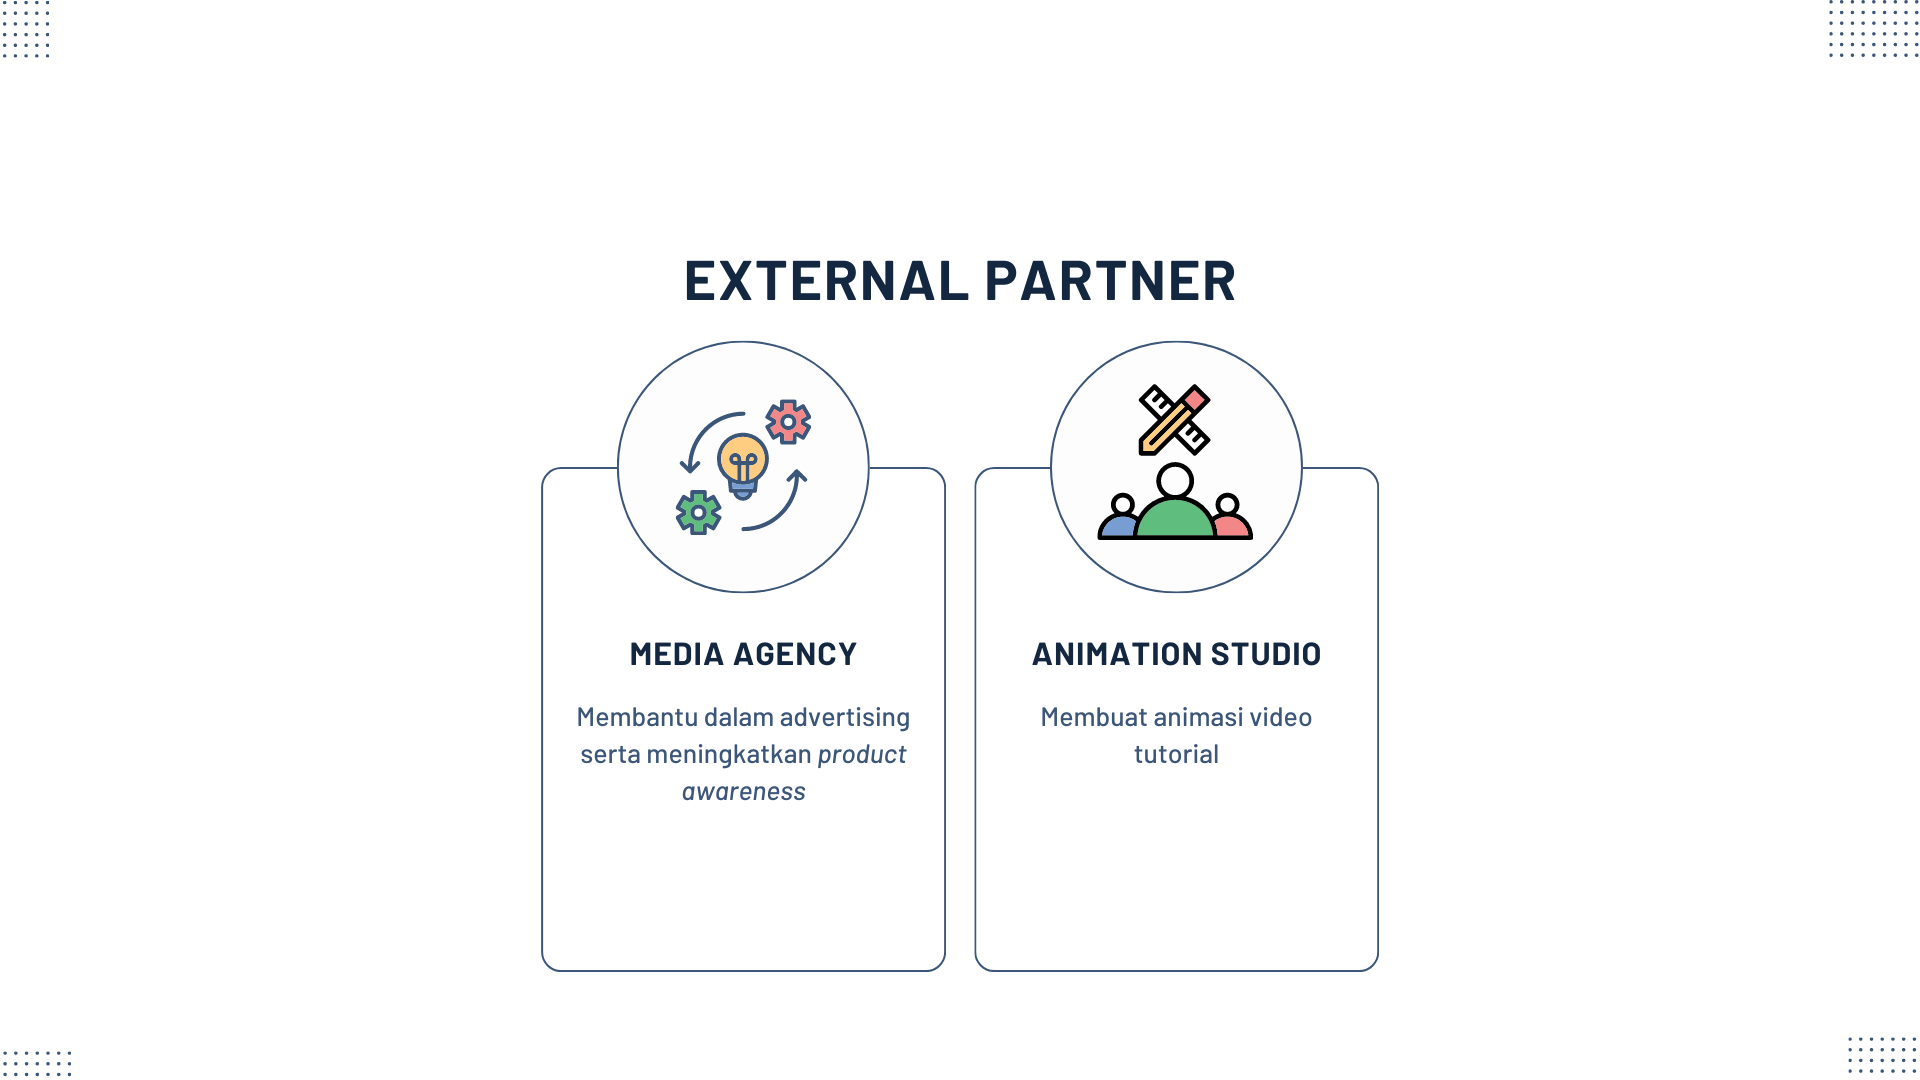 EXTERNAL PARTNER
MEDIA AGENCY
Membantu dalam advertising
serta meningkatkan product
awareness
ANIMATION STUDIO
Membuat animasi video
tutorial